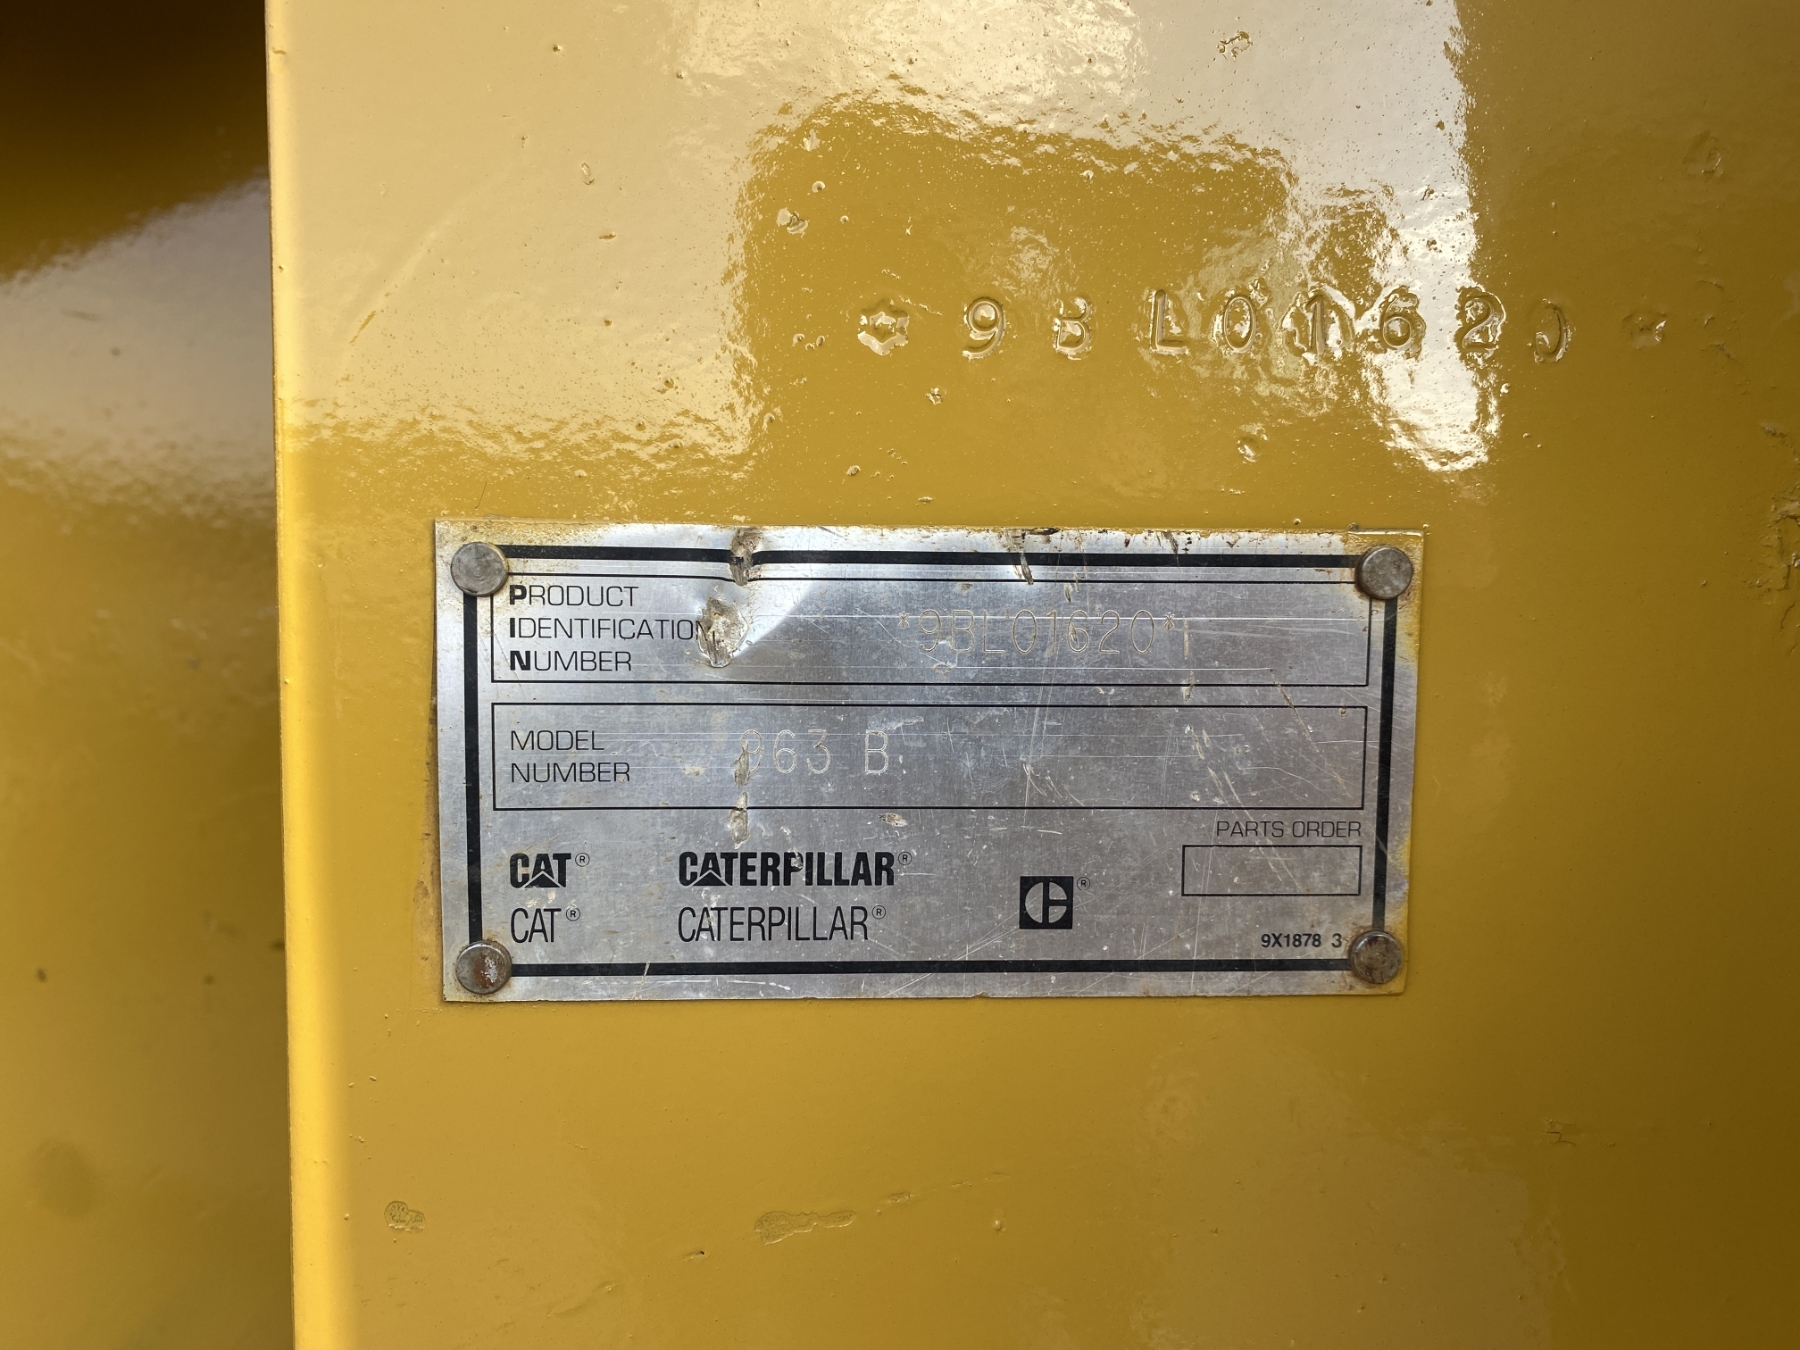 *9BL01620*
PRODUCT
IDENTIFICATION
NUMBER
*9BL01620*
MODEL
NUMBER
963 B
PARTS ORDER
CAT® CATERPILLAR®
CAT® CATERPILLAR®
C®
9X1878 3